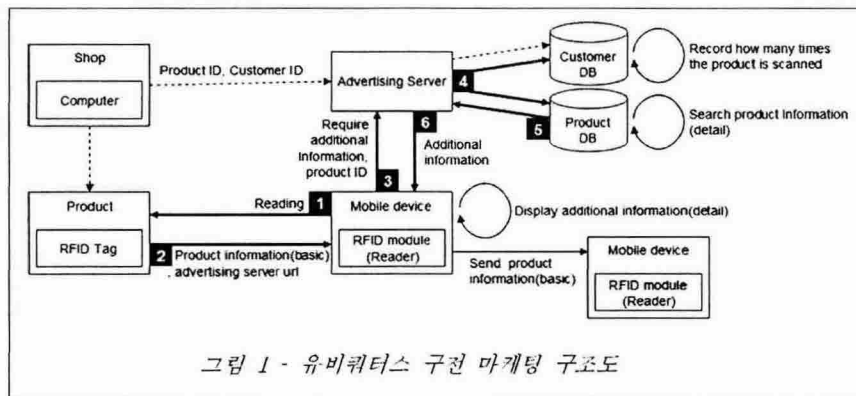 Shop
Computer
Product ID, Customer ID
Advertising Server
Customer
DB
Record how many times
the product is scanned
4
5
Product
DB
Search product Information
(detail)
Require
additional
Information,
product ID
6
Additional
information
3
Product
RFID Tag
Reading
1
Mobile device
RFID module
(Reader)
Display additional information(detail)
2
Product information(basic)
, advertising server url
Send product
information(basic)
Mobile device
RFID module
(Reader)
그림 1 - 유비쿼터스 구전 마케팅 구조도